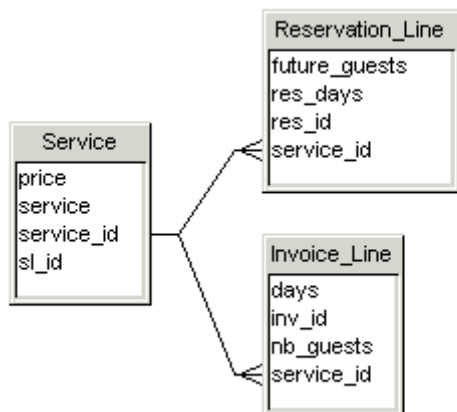 Service
price
service
service_id
sl_id
Reservation_Line
future_guests
res_days
res_id
service_id
Invoice_Line
days
inv_id
nb_guests
service_id